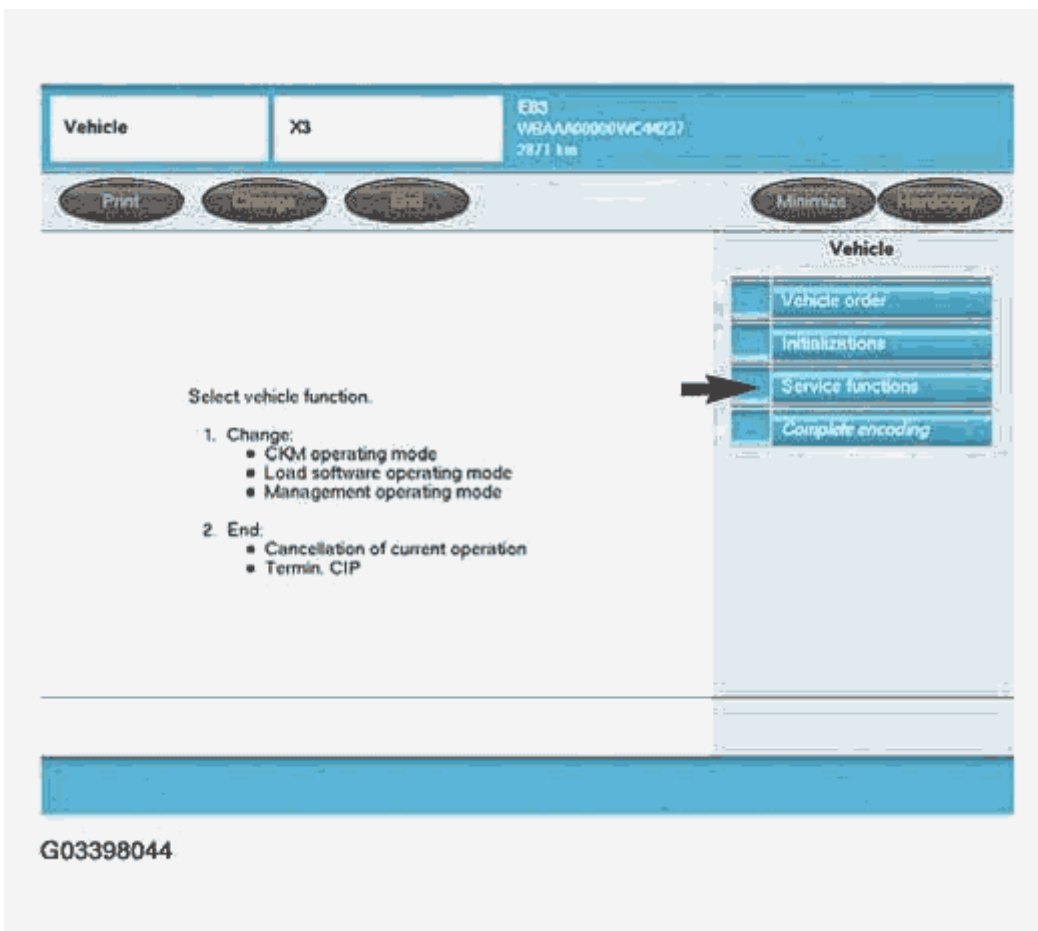 Vehicle
X3
E83
2871 km
Print
Change
End
Minimize
Hardcopy
Vehicle
Vehicle order
Initializations
Service functions
Complete encoding
Select vehicle function.
1. Change:
• CKM operating mode
• Load software operating mode
• Management operating mode
2. End:
• Cancellation of current operation
• Termin. CIP
G03398044